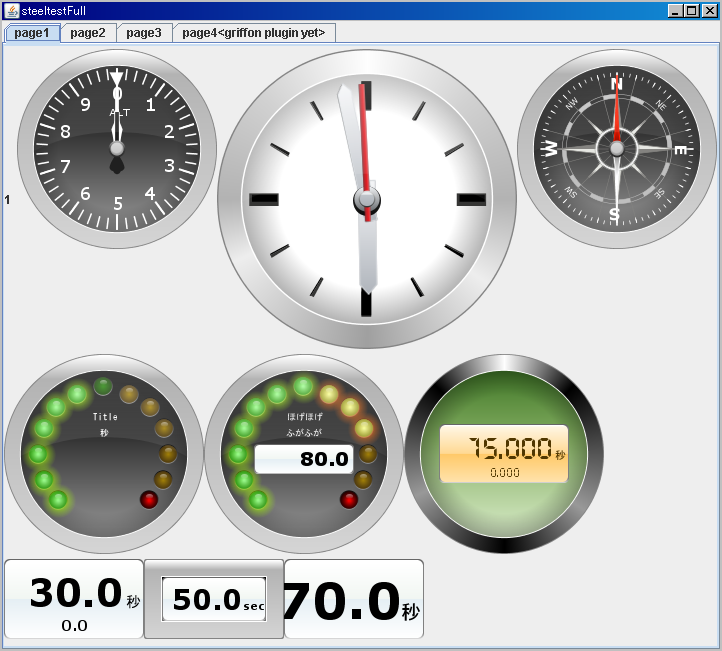 steeltestFull
page1 page2 page3 page4<griffon plugin yet>
0
9 1
ALT
8 2
7 3
6 4
5
N
NW NE
W E
SW SE
S
1
Title
秒
ほげほげ
ふがふが
80.0
75.000 秒
0.000
30.0 秒
0.0
50.0 sec
70.0 秒